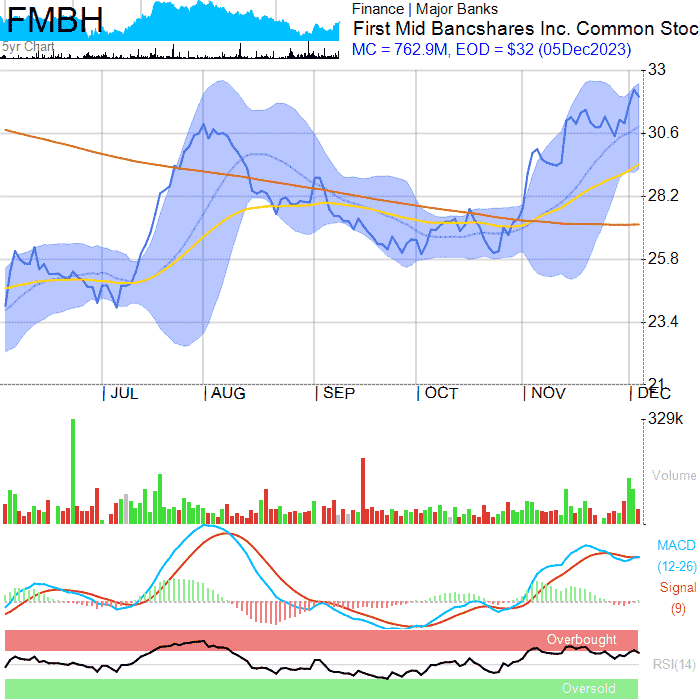 FMBH
5yr Chart
Finance | Major Banks
First Mid Bancshares Inc. Common Stoc
MC = 762.9M, EOD = $32 (05Dec2023)
33
30.6
28.2
25.8
23.4
21
JUL AUG SEP OCT NOV DEC
329k
Volume
MACD
(12-26)
Signal
(9)
Overbought
RSI(14)
Oversold